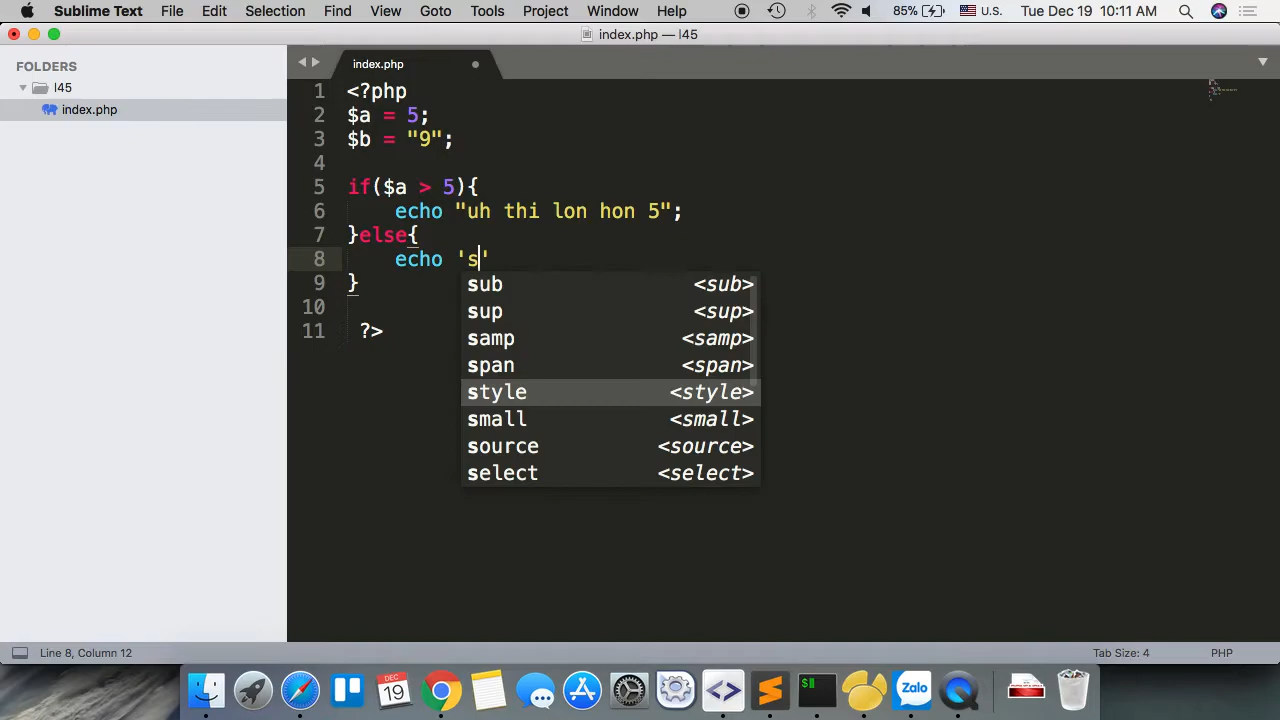 Sublime Text File Edit Selection Find View Goto Tools Project Window Help 85% U.S. Tue Dec 19 10:11 AM
index.php — l45
FOLDERS
l45
index.php
index.php
1 <?php
2 $a = 5;
3 $b = "9";
4
5 if($a > 5){
6 echo "uh thi lon hon 5";
7 }else{
8 echo 's'
9 }
10
11 ?>
sub <sub>
sup <sup>
samp <samp>
span <span>
style <style>
small <small>
source <source>
select <select>
Line 8, Column 12 Tab Size: 4 PHP
DEC
19
$
Zalo